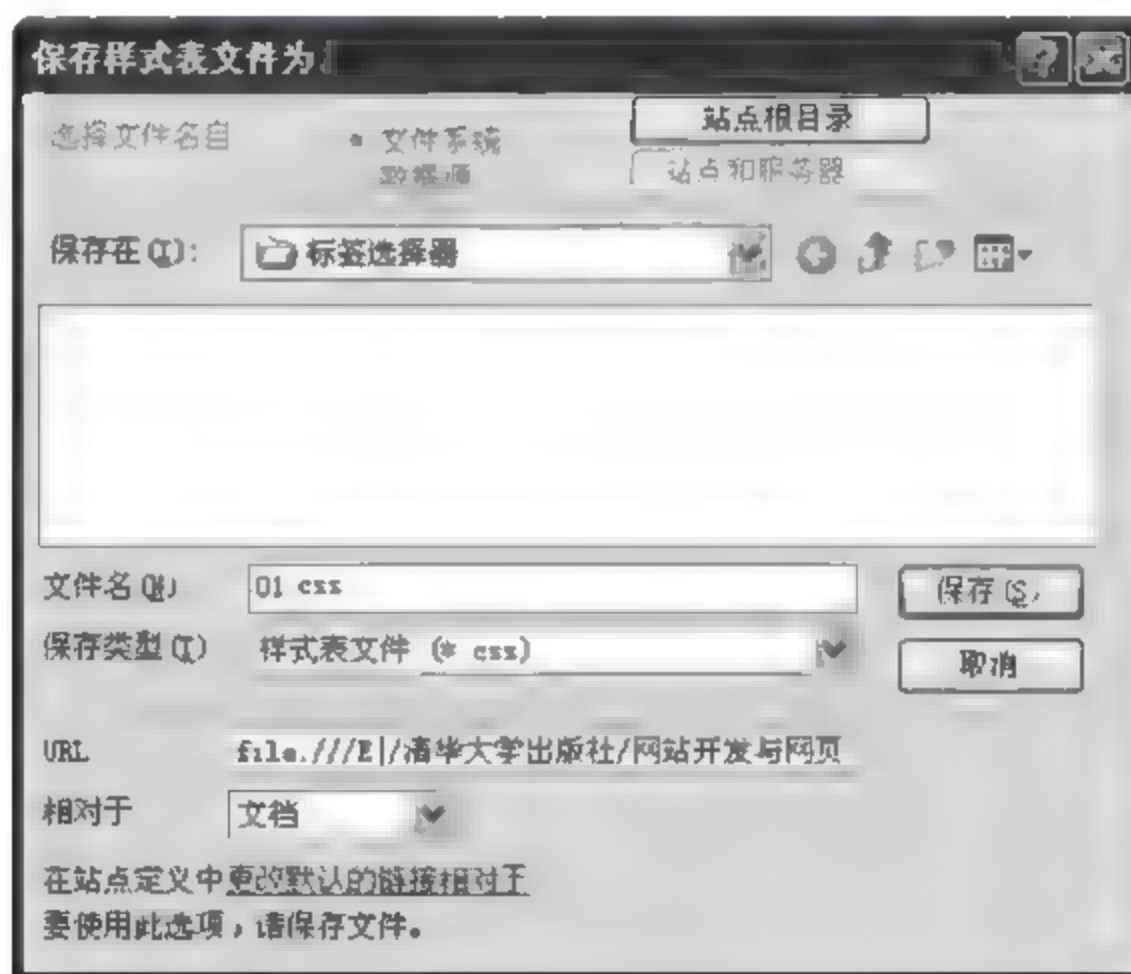 保存样式表文件为
选择文件名自 文件系统 站点根目录
数据源 站点和服务器
保存在(I): 标签选择器
文件名(N) 01 css 保存(S)
保存类型(T) 样式表文件 (* css) 取消
URL file:///E|/清华大学出版社/网站开发与网页
相对于 文档
在站点定义中更改默认的链接相对于
要使用此选项，请保存文件。